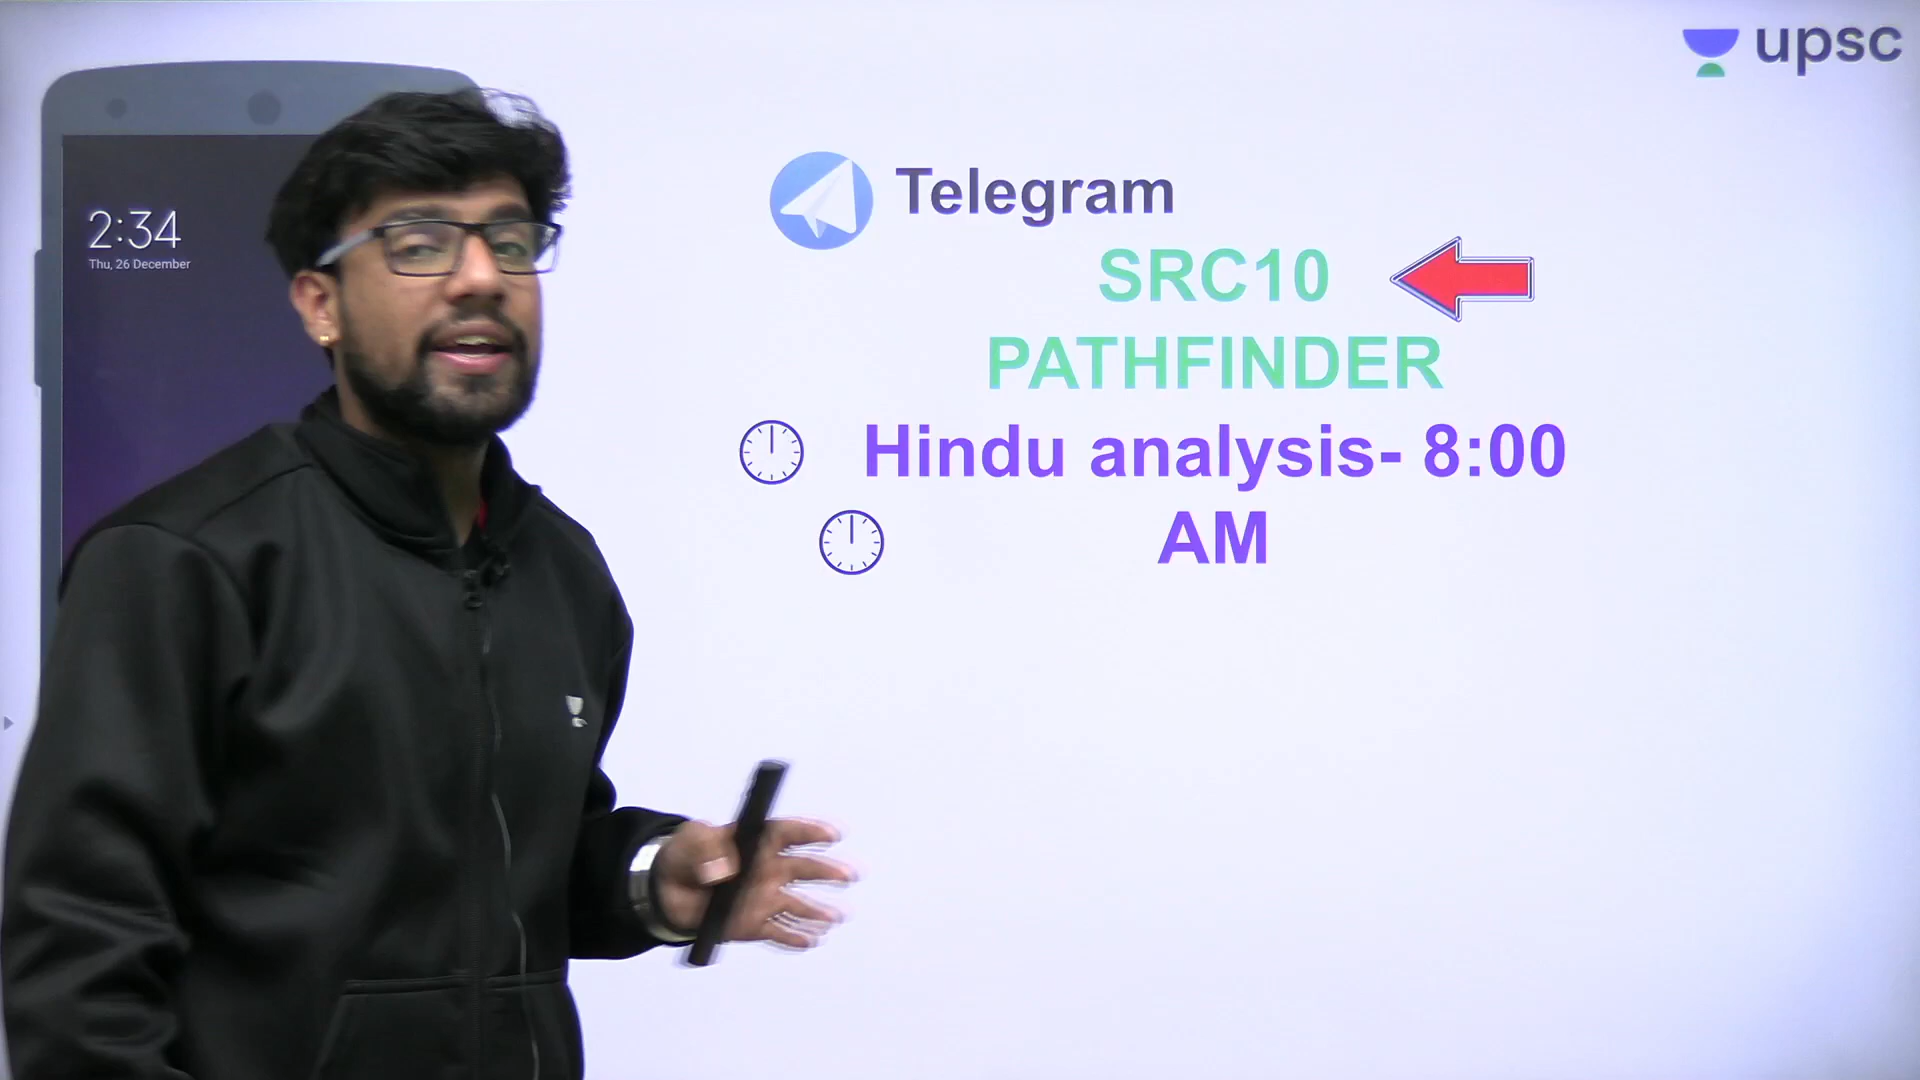 upsc
2:34
Thu, 26 December
Telegram
SRC10
PATHFINDER
Hindu analysis- 8:00
AM